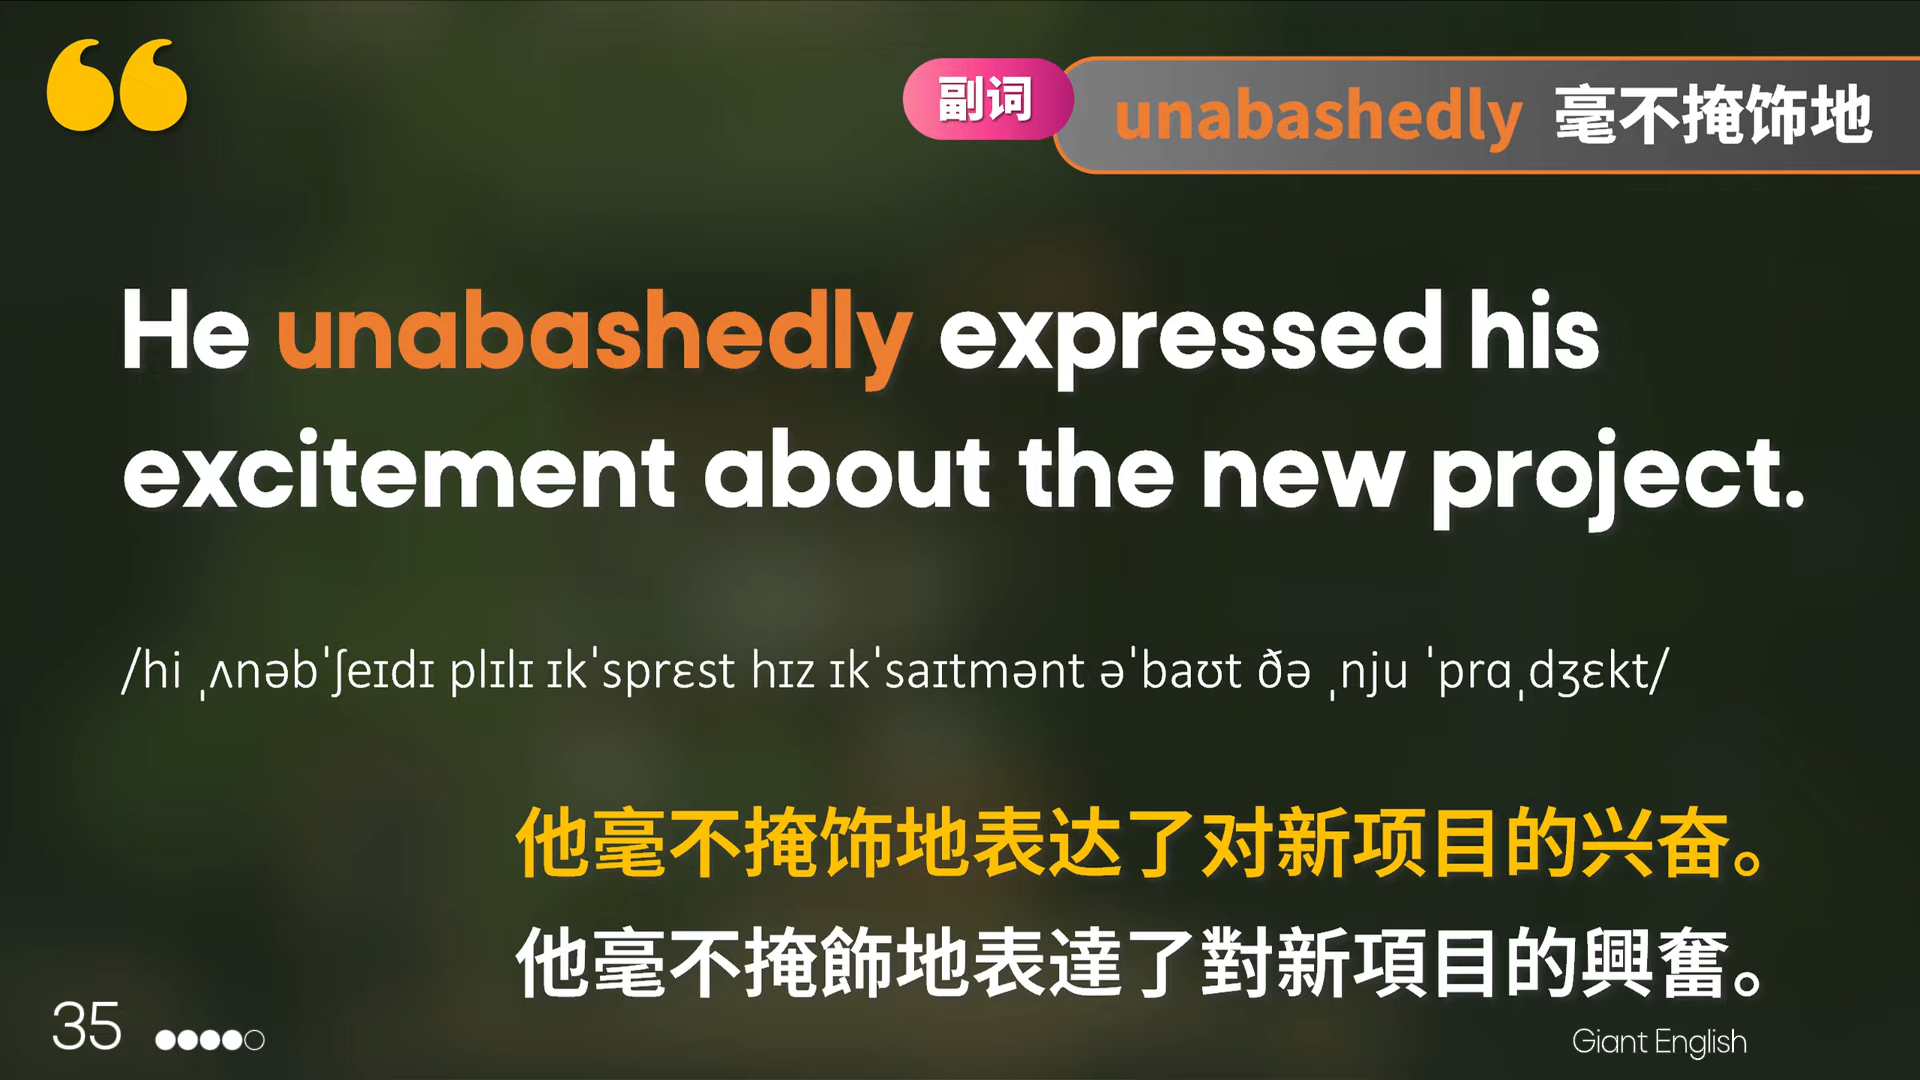 副词 unabashedly 毫不掩饰地
He unabashedly expressed his
excitement about the new project.
/hi ˌʌnəbˈʃeɪdɪ plɪlɪ ɪkˈsprɛst hɪz ɪkˈsaɪtmənt əˈbaʊt ðə ˌnju ˈprɑˌdʒɛkt/
他毫不掩饰地表达了对新项目的兴奋。
他毫不掩飾地表達了對新項目的興奮。
35
Giant English